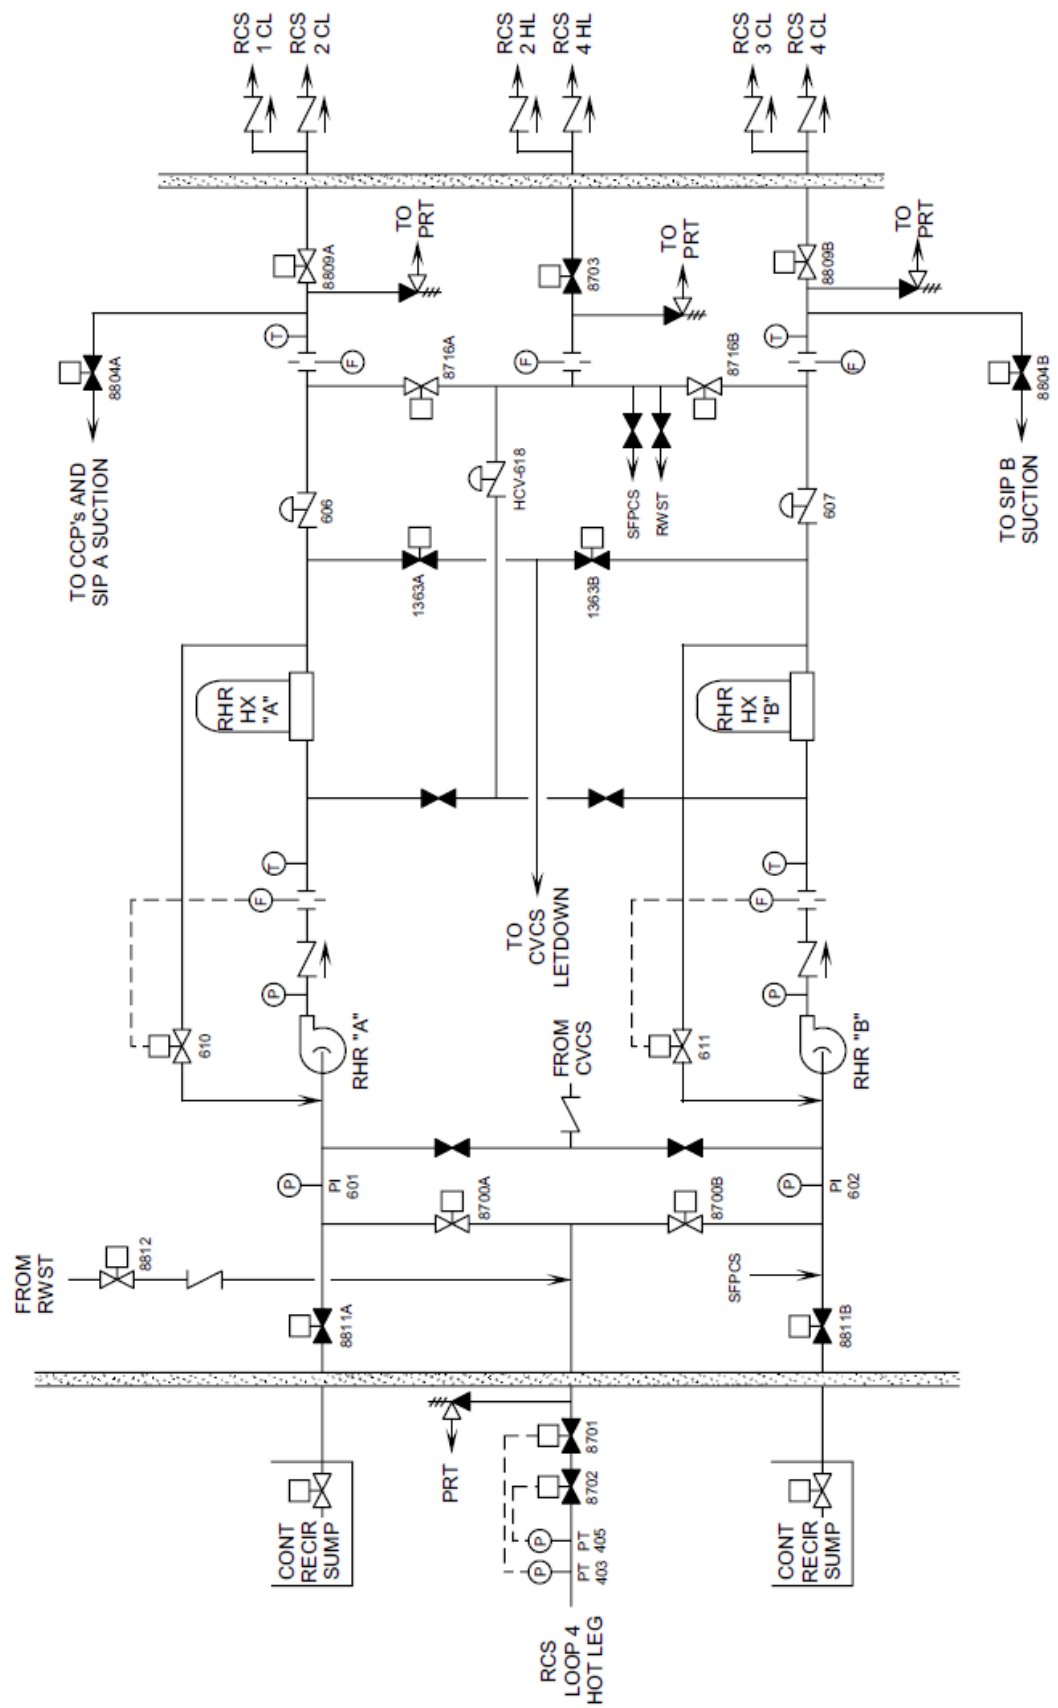 RCS
1 CL
RCS
2 CL
RCS
2 HL
RCS
4 HL
RCS
3 CL
RCS
4 CL
8809A
TO
PRT
8703
TO
PRT
8809B
TO
PRT
T
F
F
T
F
8804A
8716A
8716B
8804B
TO CCP's AND
SIP A SUCTION
HCV-618
SFPCS
RWST
TO SIP B
SUCTION
606
607
1363A
1363B
RHR
HX
"A"
RHR
HX
"B"
T
F
T
F
TO
CVCS
LETDOWN
P
P
610
611
RHR "A"
RHR "B"
FROM
CVCS
P
PI
601
P
PI
602
8700A
8700B
FROM
RWST
8812
SFPCS
8811A
8811B
PRT
8701
8702
CONT
RECIR
SUMP
P
PT
405
P
PT
403
CONT
RECIR
SUMP
RCS
LOOP 4
HOT LEG